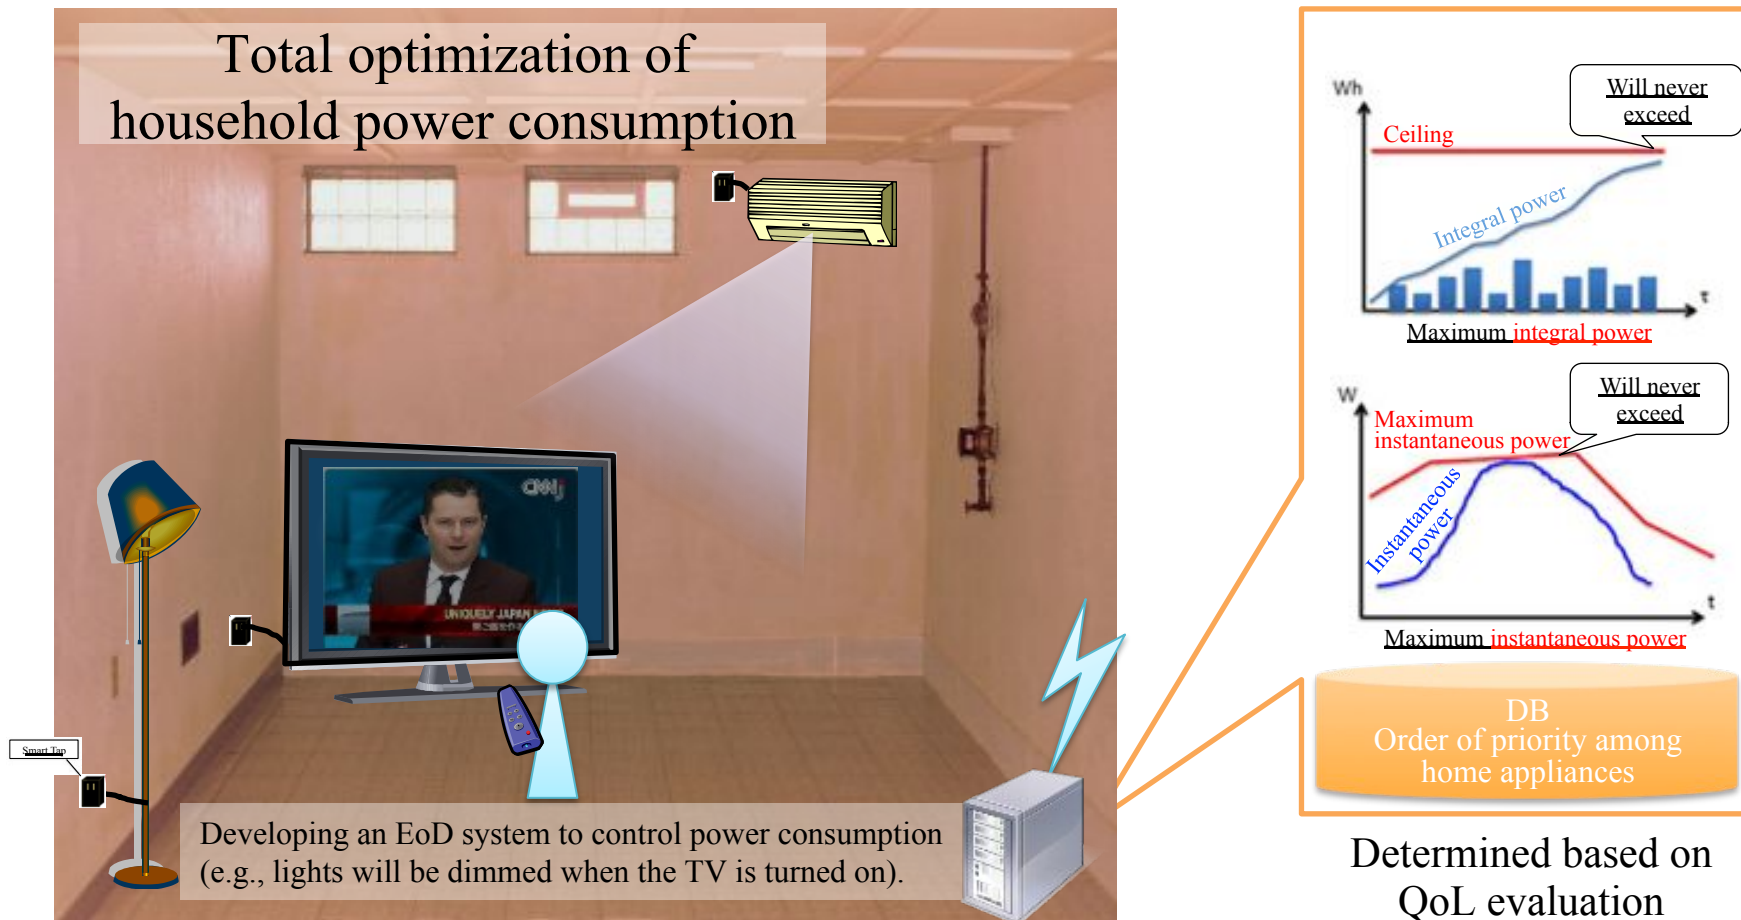 Total optimization of
household power consumption
CNNj
UNIQUELY JAPAN
Smart Tap
Developing an EoD system to control power consumption
(e.g., lights will be dimmed when the TV is turned on).
Wh
Will never
exceed
Ceiling
Integral power
t
Maximum integral power
W
Will never
exceed
Maximum
instantaneous power
Instantaneous
power
t
Maximum instantaneous power
DB
Order of priority among
home appliances
Determined based on
QoL evaluation